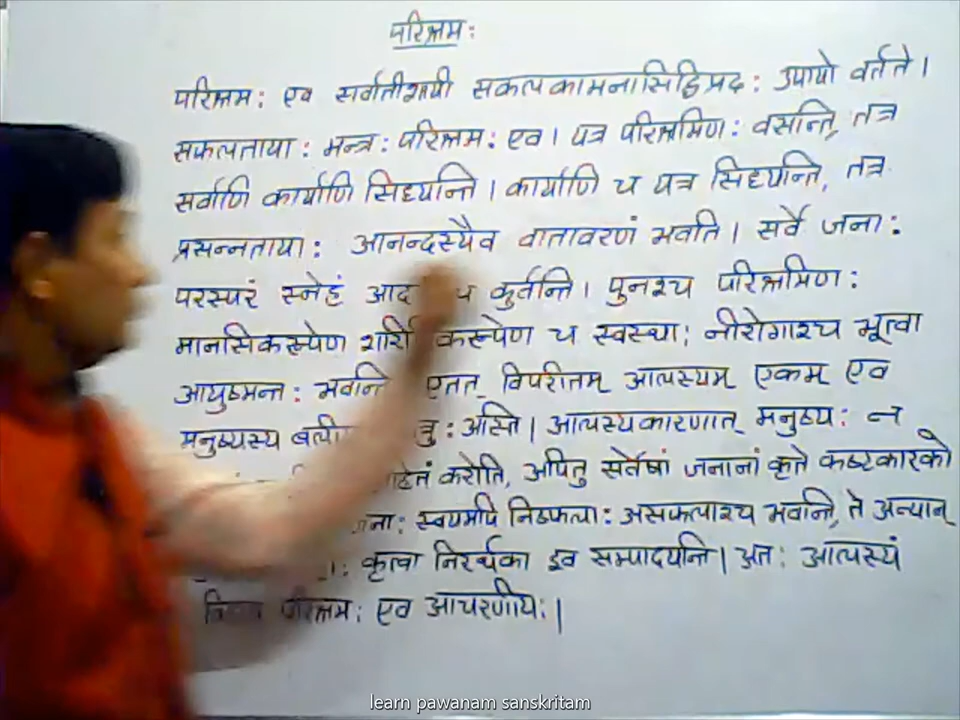 परिश्रमः
परिश्रमः एव सर्वातीशायी सकलकामनासिद्धिप्रदः उपायो वर्तते।
सफलतायाः मन्त्रः परिश्रमः एव। यत्र परिश्रमिणः वसन्ति, तत्र
सर्वाणि कार्याणि सिद्ध्यन्ति। कार्याणि च यत्र सिद्ध्यन्ति, तत्र
प्रसन्नतायाः आनन्दस्यैव वातावरणं भवति। सर्वे जनाः
परस्परं स्नेहं च कुर्वन्ति। पुनश्च परिश्रमिणः
मानसिकरूपेण च स्वस्थाः नीरोगाश्च भूत्वा
आयुष्मन्तः भवन्ति एतत् विपरीतम् आलस्यम् एकम् एव
मनुष्यस्य अस्ति। आलस्यकारणात् मनुष्यः न
करोति, अपितु सर्वेषां जनानां कृते कष्टकारको
स्वयमपि निष्फलाः असफलाश्च भवन्ति, ते अन्यान्
कृत्वा निरर्थका इव सम्पादयन्ति। अतः आलस्यं
परिश्रमः एव आचरणीयः।
learn pawanam sanskritam